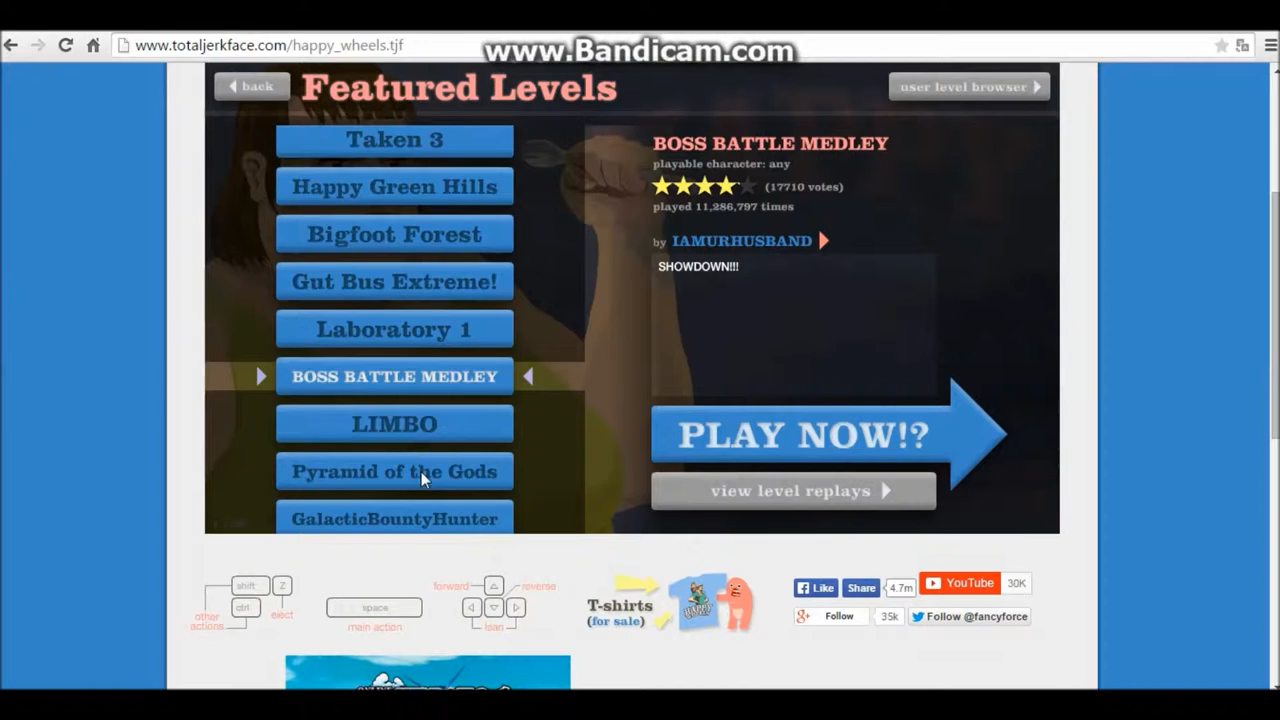 www.totaljerkface.com/happy_wheels.tjf
www.Bandicam.com
back
Featured Levels
user level browser
Taken 3
Happy Green Hills
Bigfoot Forest
Gut Bus Extreme!
Laboratory 1
BOSS BATTLE MEDLEY
LIMBO
Pyramid of the Gods
GalacticBountyHunter
BOSS BATTLE MEDLEY
playable character: any
(17710 votes)
played 11,286,797 times
by IAMURHUSBAND
SHOWDOWN!!!
PLAY NOW!?
view level replays
shift Z
ctrl
other actions
eject
space
main action
forward
reverse
lean
T-shirts
(for sale)
Like Share 4.7m
YouTube 30K
Follow 35k
Follow @fancyforce